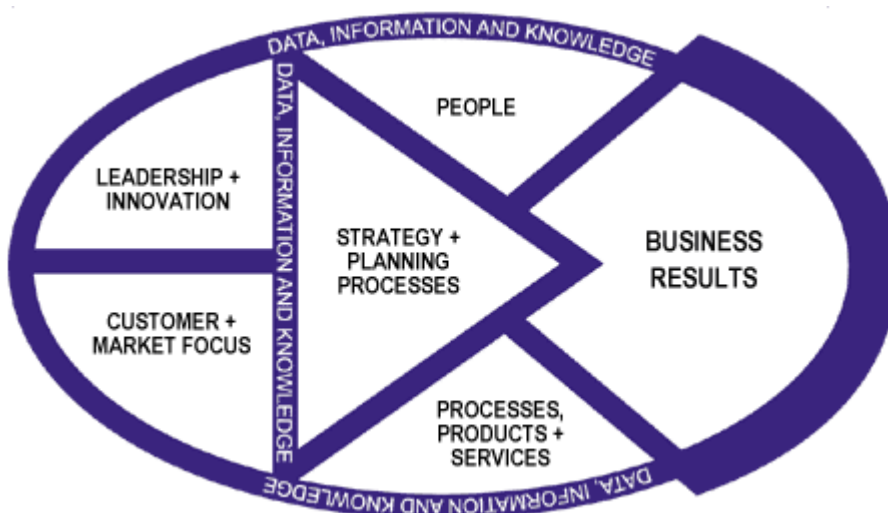 DATA, INFORMATION AND KNOWLEDGE
DATA, INFORMATION AND KNOWLEDGE
PEOPLE
LEADERSHIP +
INNOVATION
STRATEGY +
PLANNING
PROCESSES
BUSINESS
RESULTS
CUSTOMER +
MARKET FOCUS
PROCESSES,
PRODUCTS +
SERVICES
DATA, INFORMATION AND KNOWLEDGE